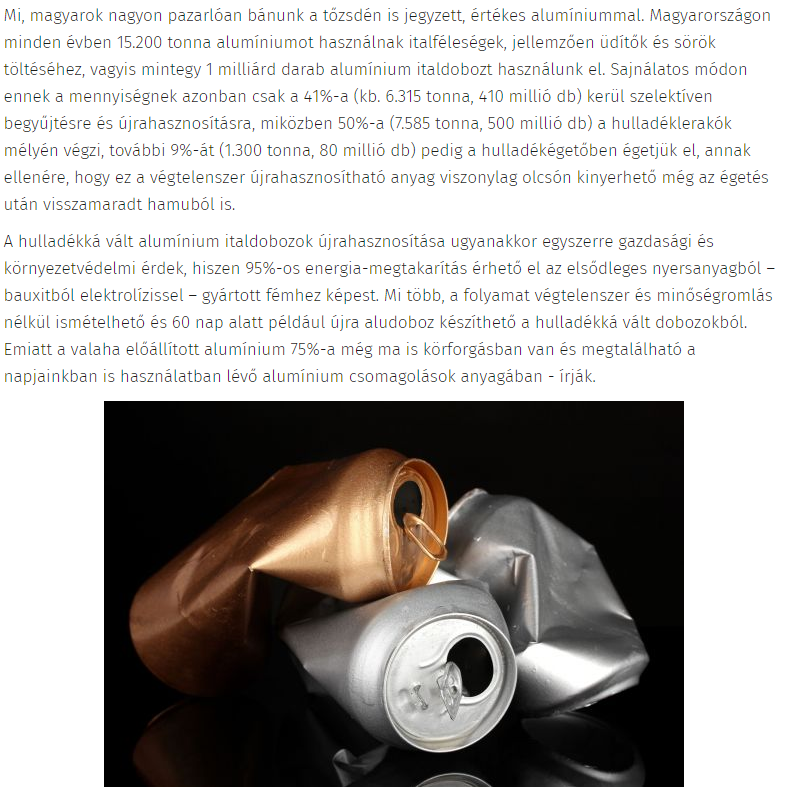 Mi, magyarok nagyon pazarlóan bánunk a tőzsdén is jegyzett, értékes alumíniummal. Magyarországon
minden évben 15.200 tonna alumíniumot használnak italféleségek, jellemzően üdítők és sörök
töltéséhez, vagyis mintegy 1 milliárd darab alumínium italdobozt használunk el. Sajnálatos módon
ennek a mennyiségnek azonban csak a 41%-a (kb. 6.315 tonna, 410 millió db) kerül szelektíven
begyűjtésre és újrahasznosításra, miközben 50%-a (7.585 tonna, 500 millió db) a hulladéklerakók
mélyén végzi, további 9%-át (1.300 tonna, 80 millió db) pedig a hulladékégetőben égetjük el, annak
ellenére, hogy ez a végtelenszer újrahasznosítható anyag viszonylag olcsón kinyerhető még az égetés
után visszamaradt hamuból is.
A hulladékká vált alumínium italdobozok újrahasznosítása ugyanakkor egyszerre gazdasági és
környezetvédelmi érdek, hiszen 95%-os energia-megtakarítás érhető el az elsődleges nyersanyagból –
bauxitból elektrolízissel – gyártott fémhez képest. Mi több, a folyamat végtelenszer és minőségromlás
nélkül ismételhető és 60 nap alatt például újra aludoboz készíthető a hulladékká vált dobozokból.
Emiatt a valaha előállított alumínium 75%-a még ma is körforgásban van és megtalálható a
napjainkban is használatban lévő alumínium csomagolások anyagában - írják.